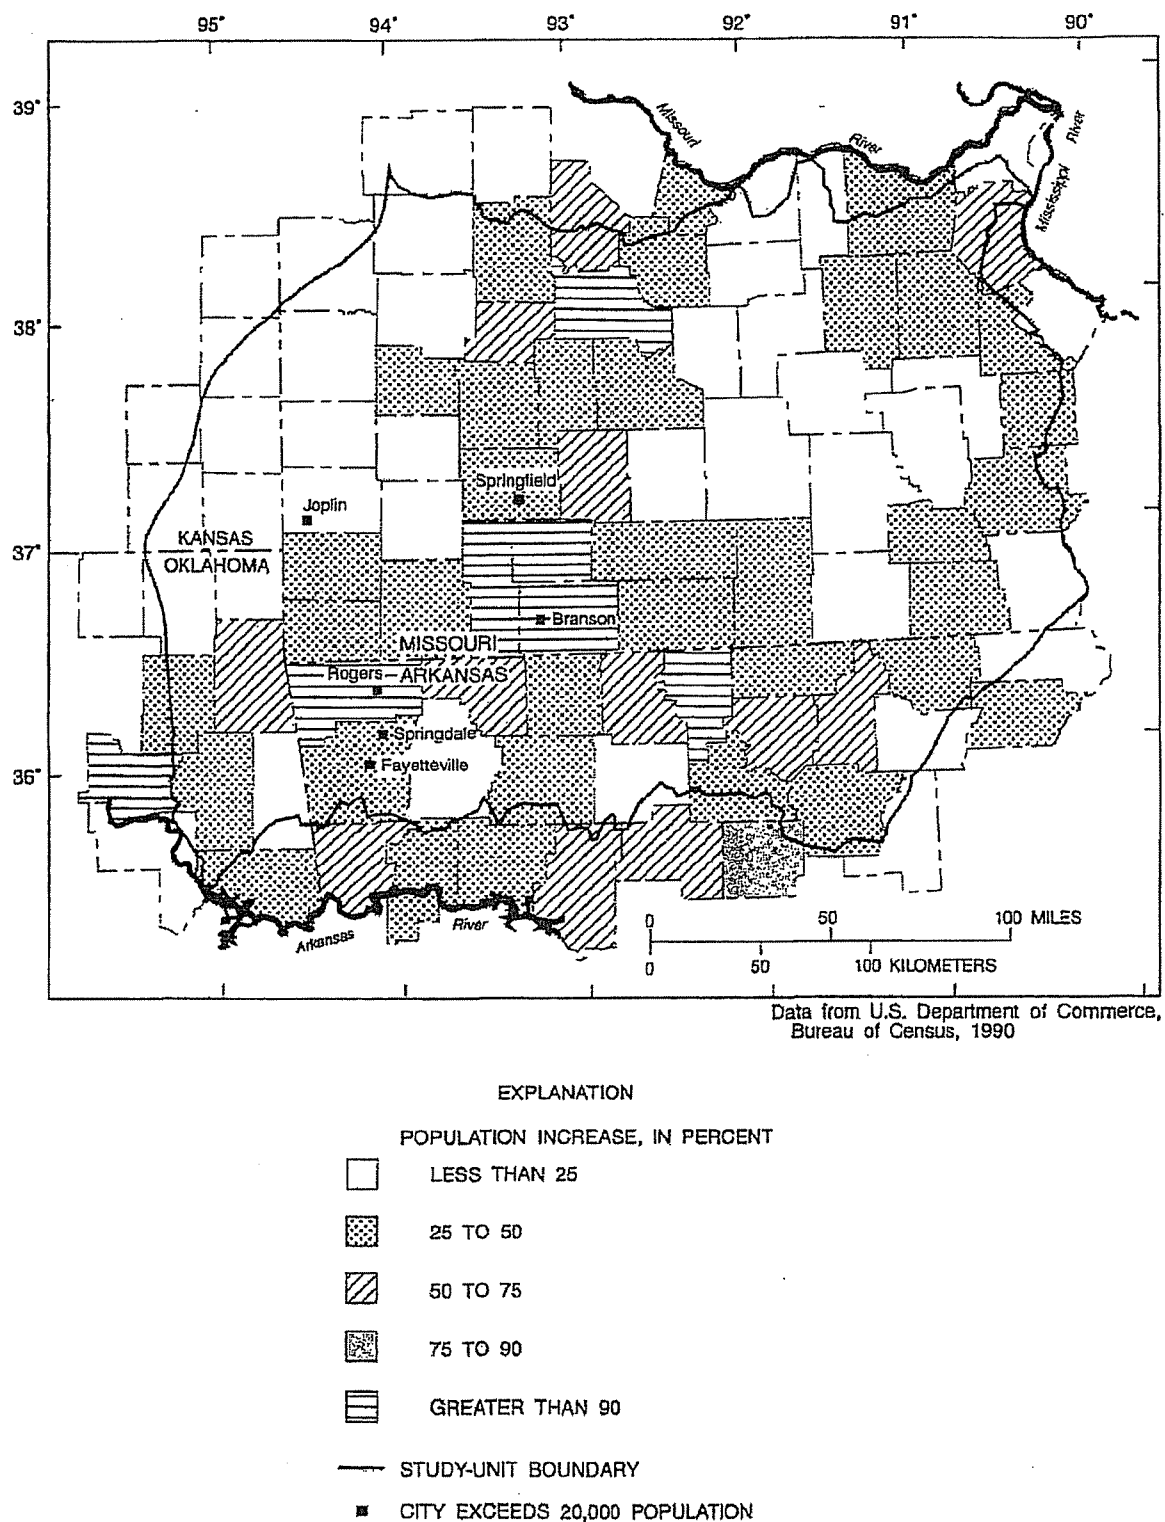 95° 94° 93° 92° 91° 90°
39°
38°
37°
36°
Missouri
River
River
Mississippi
Springfield
Joplin
KANSAS
OKLAHOMA
Branson
MISSOURI
Rogers
ARKANSAS
Springdale
Fayetteville
Arkansas
River
0 50 100 MILES
0 50 100 KILOMETERS
Data from U.S. Department of Commerce,
Bureau of Census, 1990
EXPLANATION
POPULATION INCREASE, IN PERCENT
LESS THAN 25
25 TO 50
50 TO 75
75 TO 90
GREATER THAN 90
STUDY-UNIT BOUNDARY
CITY EXCEEDS 20,000 POPULATION